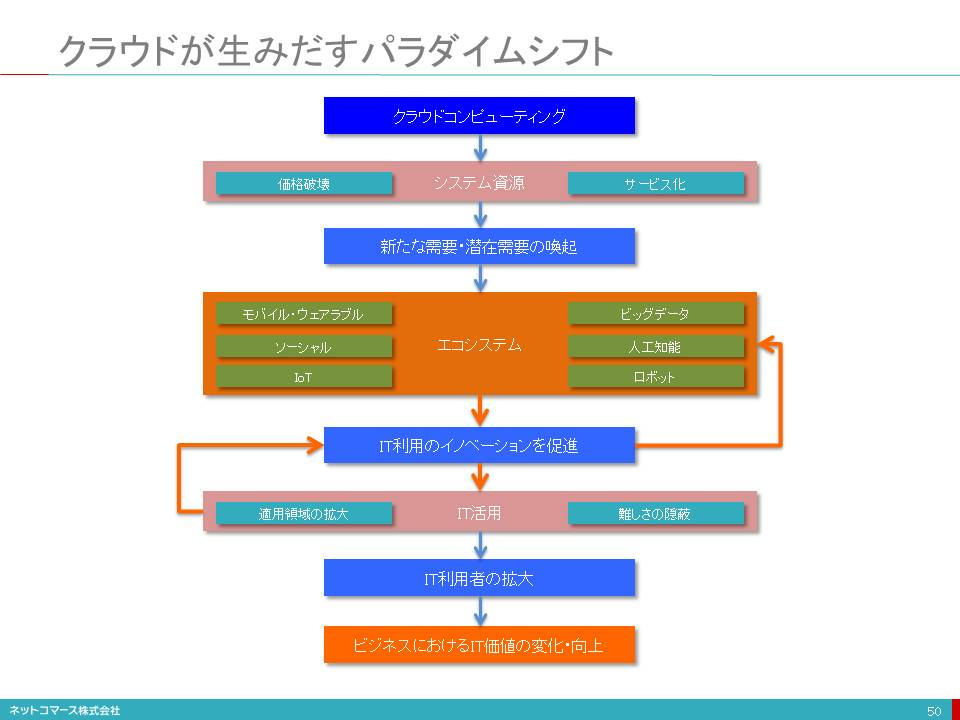 クラウドが生みだすパラダイムシフト
クラウドコンピューティング
価格破壊
システム資源
サービス化
新たな需要・潜在需要の喚起
モバイル・ウェアラブル
ビッグデータ
ソーシャル
エコシステム
人工知能
IoT
ロボット
IT利用のイノベーションを促進
適用領域の拡大
IT活用
難しさの隠蔽
IT利用者の拡大
ビジネスにおけるIT価値の変化・向上
ネットコマース株式会社
50